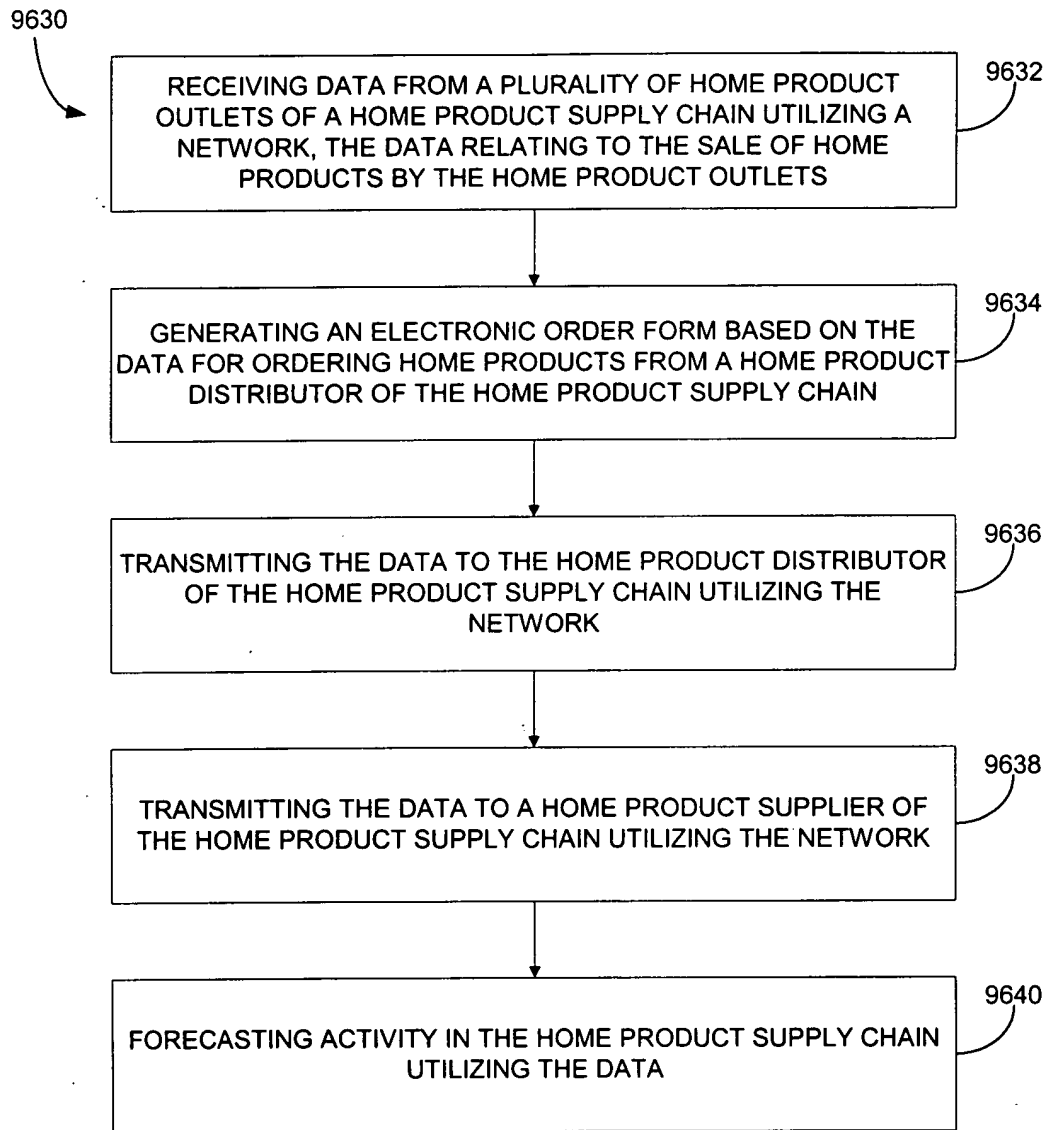 9630
RECEIVING DATA FROM A PLURALITY OF HOME PRODUCT
OUTLETS OF A HOME PRODUCT SUPPLY CHAIN UTILIZING A
NETWORK, THE DATA RELATING TO THE SALE OF HOME
PRODUCTS BY THE HOME PRODUCT OUTLETS
9632
GENERATING AN ELECTRONIC ORDER FORM BASED ON THE
DATA FOR ORDERING HOME PRODUCTS FROM A HOME PRODUCT
DISTRIBUTOR OF THE HOME PRODUCT SUPPLY CHAIN
9634
TRANSMITTING THE DATA TO THE HOME PRODUCT DISTRIBUTOR
OF THE HOME PRODUCT SUPPLY CHAIN UTILIZING THE
NETWORK
9636
TRANSMITTING THE DATA TO A HOME PRODUCT SUPPLIER OF
THE HOME PRODUCT SUPPLY CHAIN UTILIZING THE NETWORK
9638
FORECASTING ACTIVITY IN THE HOME PRODUCT SUPPLY CHAIN
UTILIZING THE DATA
9640